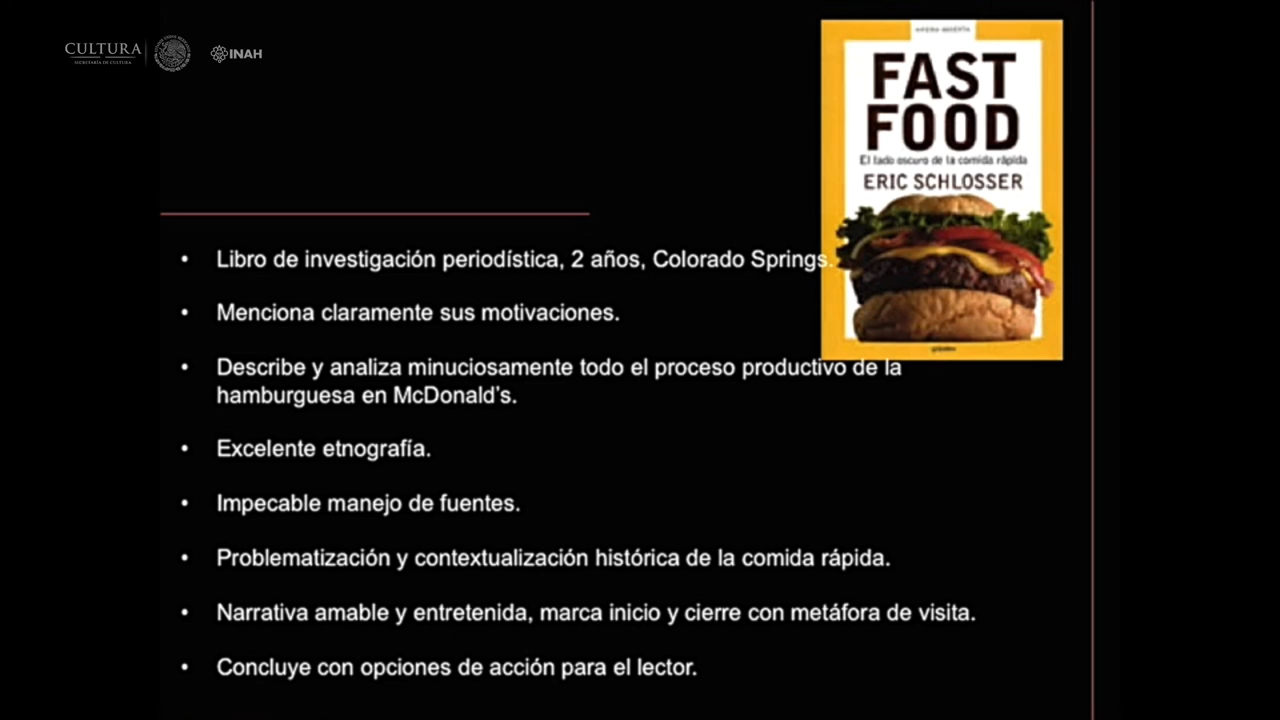 CULTURA
SECRETARÍA DE CULTURA
INAH
FAST
FOOD
El lado oscuro de la comida rápida
ERIC SCHLOSSER
• Libro de investigación periodística, 2 años, Colorado Springs.
• Menciona claramente sus motivaciones.
• Describe y analiza minuciosamente todo el proceso productivo de la
hamburguesa en McDonald's.
• Excelente etnografía.
• Impecable manejo de fuentes.
• Problematización y contextualización histórica de la comida rápida.
• Narrativa amable y entretenida, marca inicio y cierre con metáfora de visita.
• Concluye con opciones de acción para el lector.